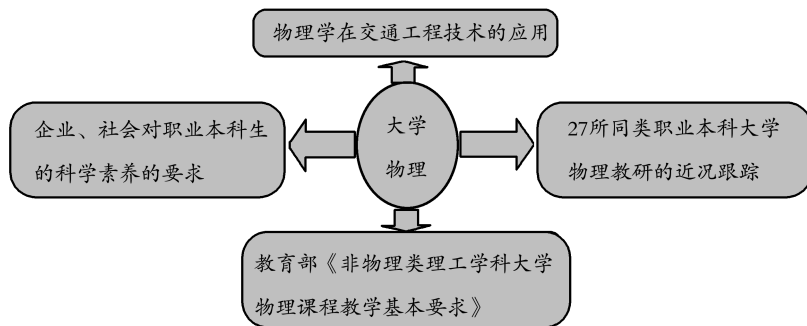 物理学在交通工程技术的应用
企业、社会对职业本科生
的科学素养的要求
大学
物理
27所同类职业本科大学
物理教研的近况跟踪
教育部《非物理类理工学科大学
物理课程教学基本要求》